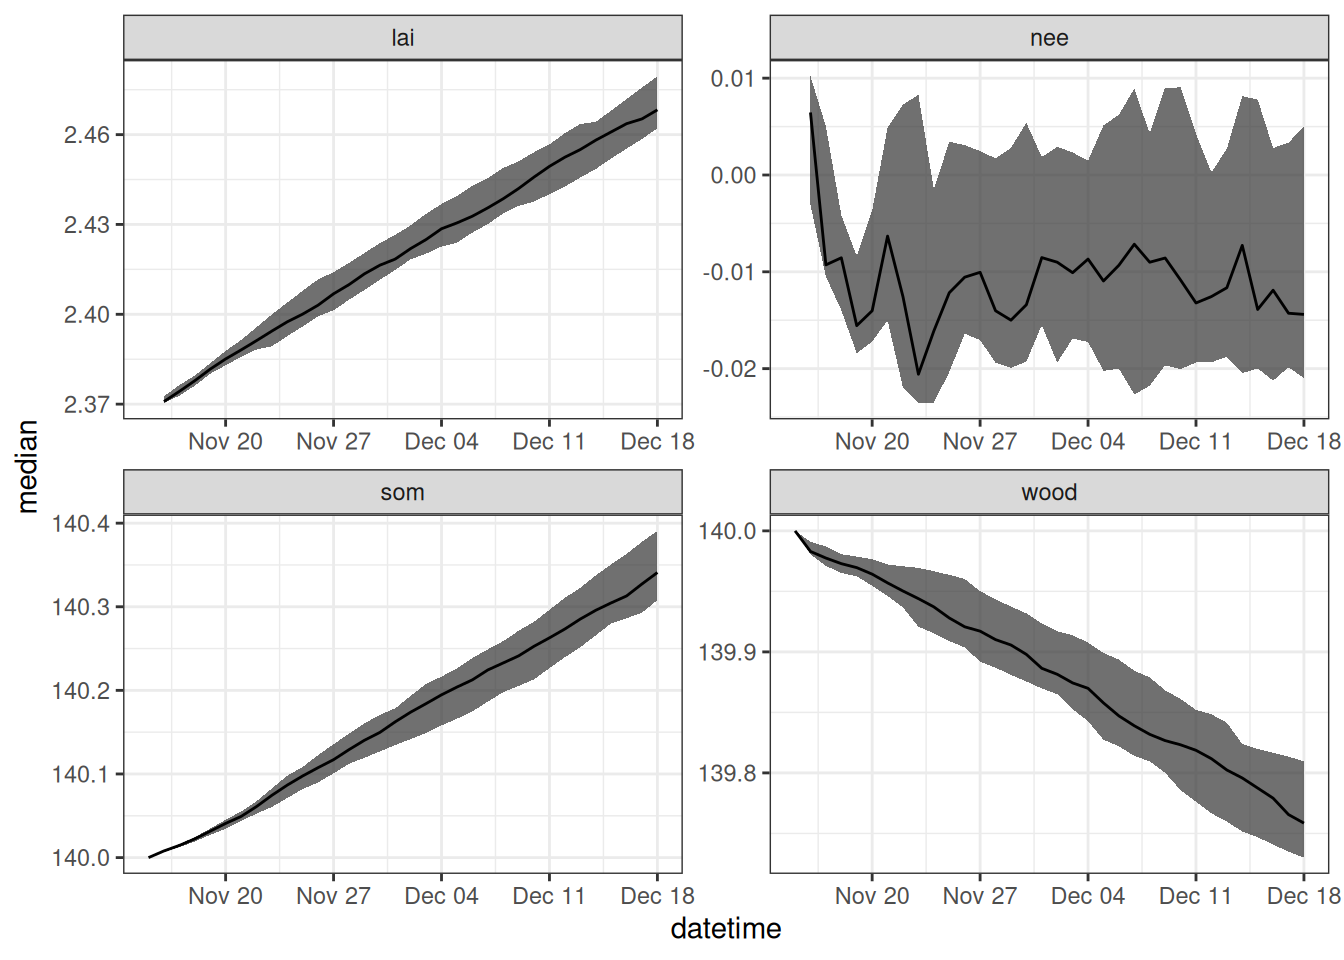 lai
2.46
2.43
2.40
2.37
Nov 20 Nov 27 Dec 04 Dec 11 Dec 18
nee
0.01
0.00
-0.01
-0.02
Nov 20 Nov 27 Dec 04 Dec 11 Dec 18
median
som
140.4
140.3
140.2
140.1
140.0
Nov 20 Nov 27 Dec 04 Dec 11 Dec 18
wood
140.0
139.9
139.8
Nov 20 Nov 27 Dec 04 Dec 11 Dec 18
datetime